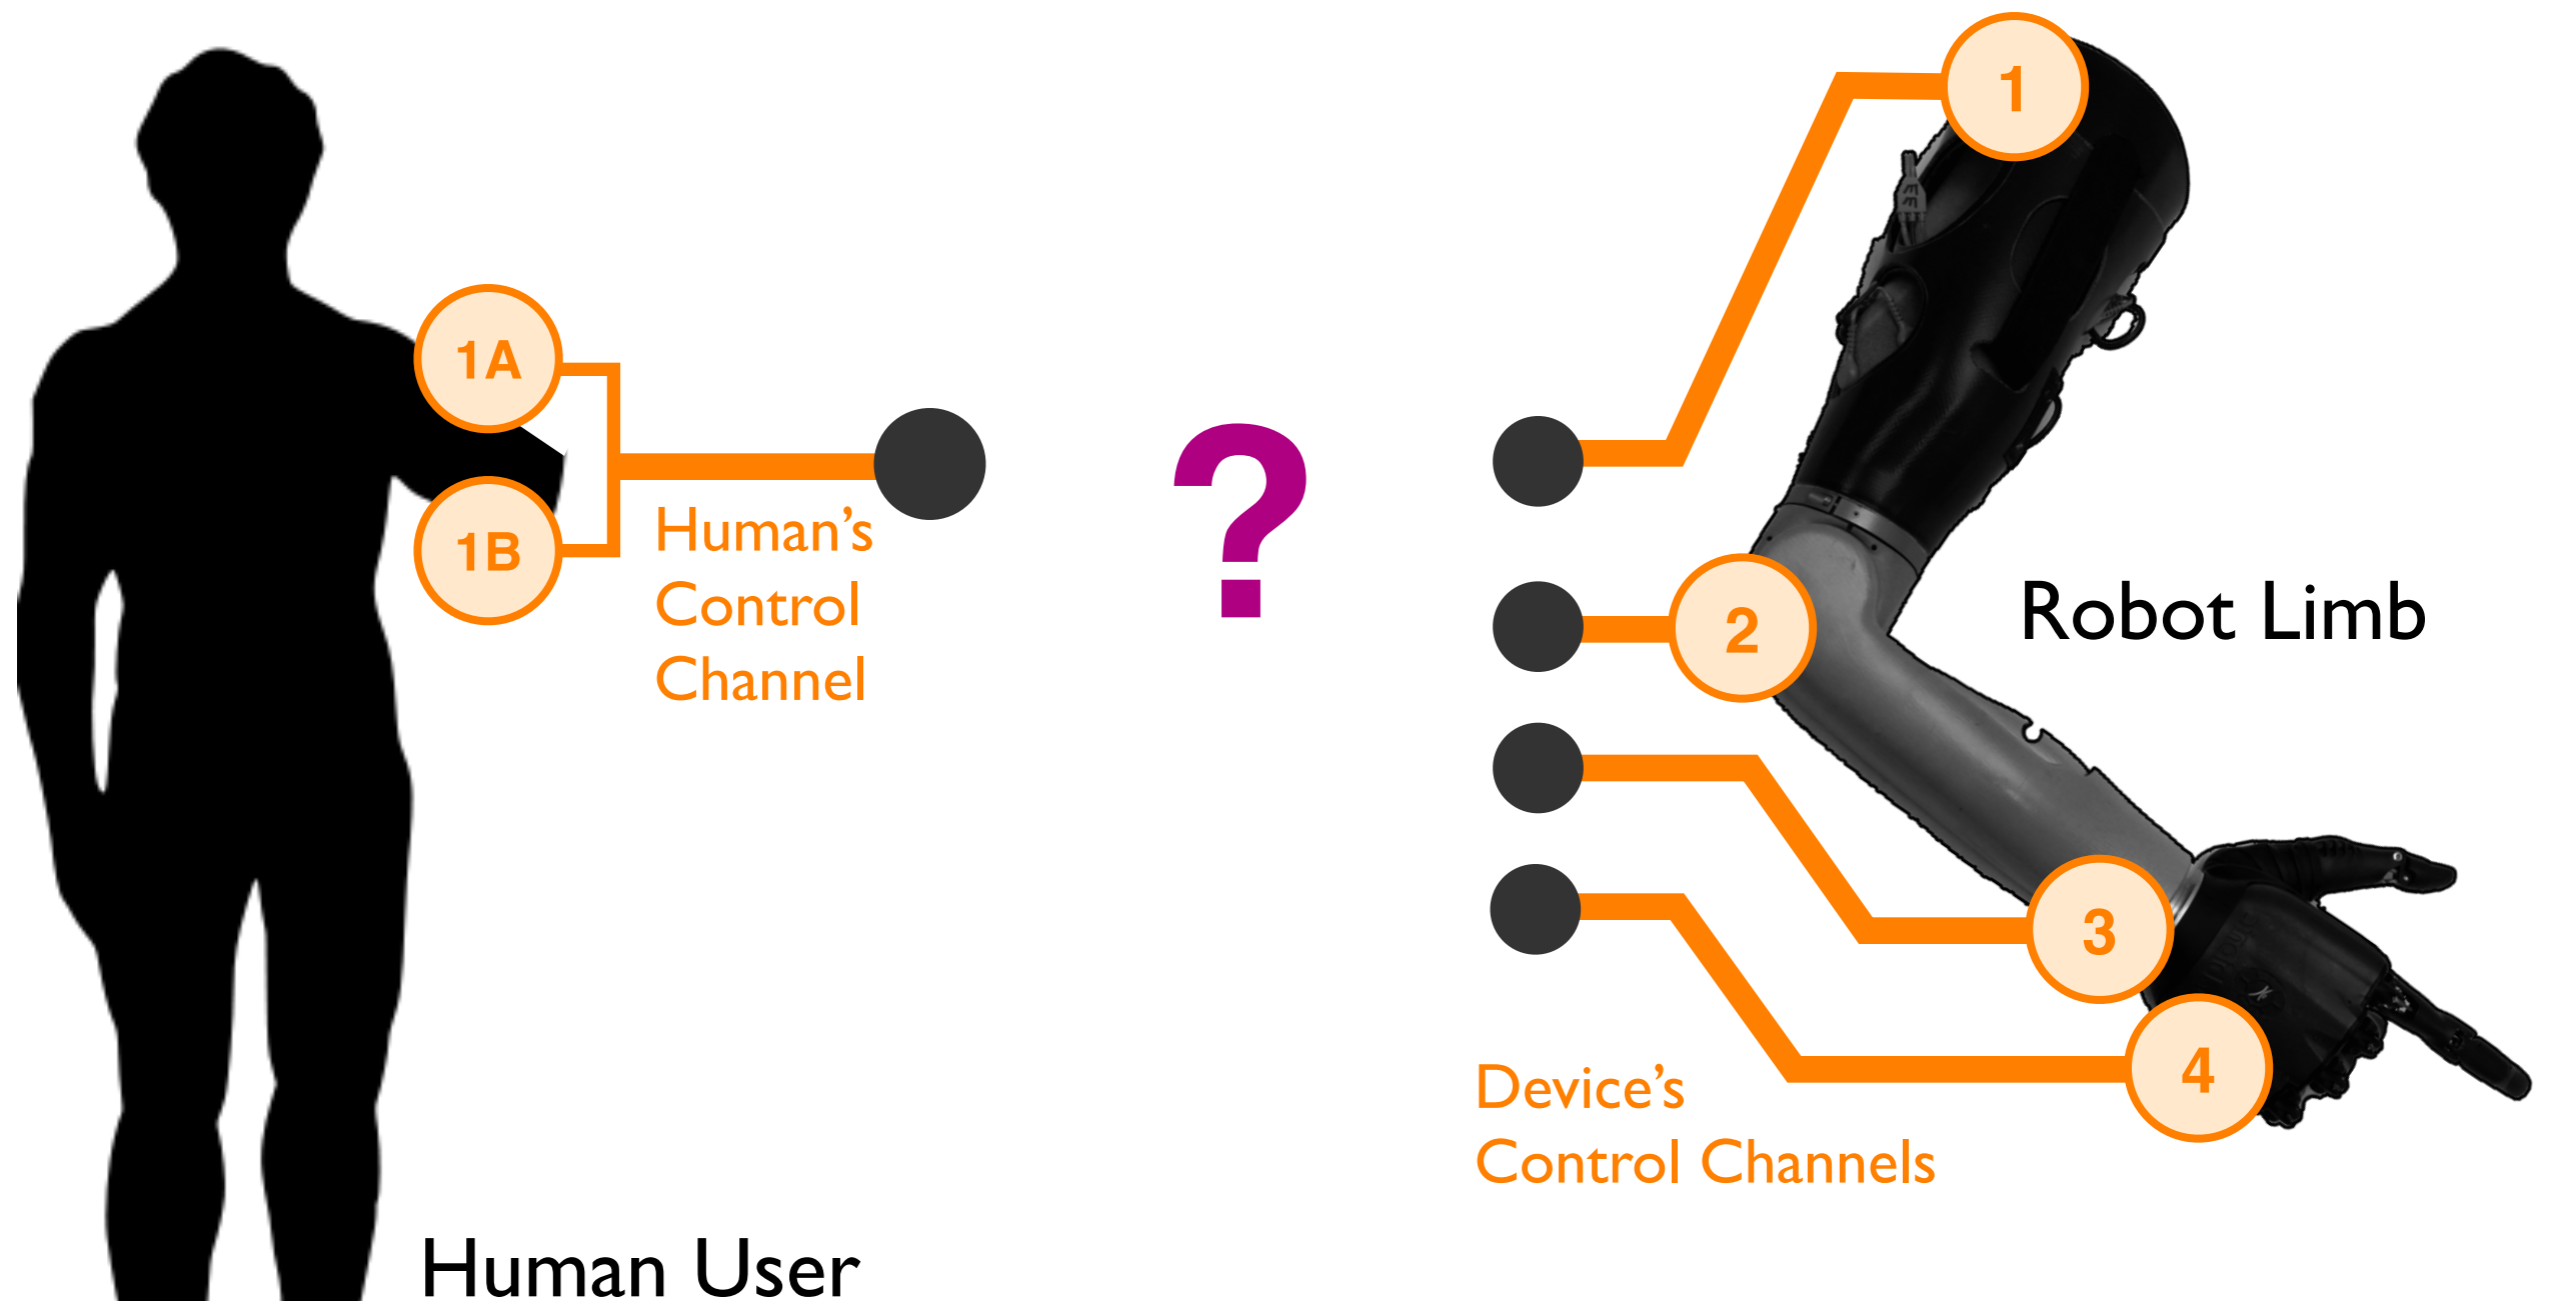 1
1A
1B
Human's
Control
Channel
?
2
Robot Limb
3
4
Device's
Control Channels
Human User